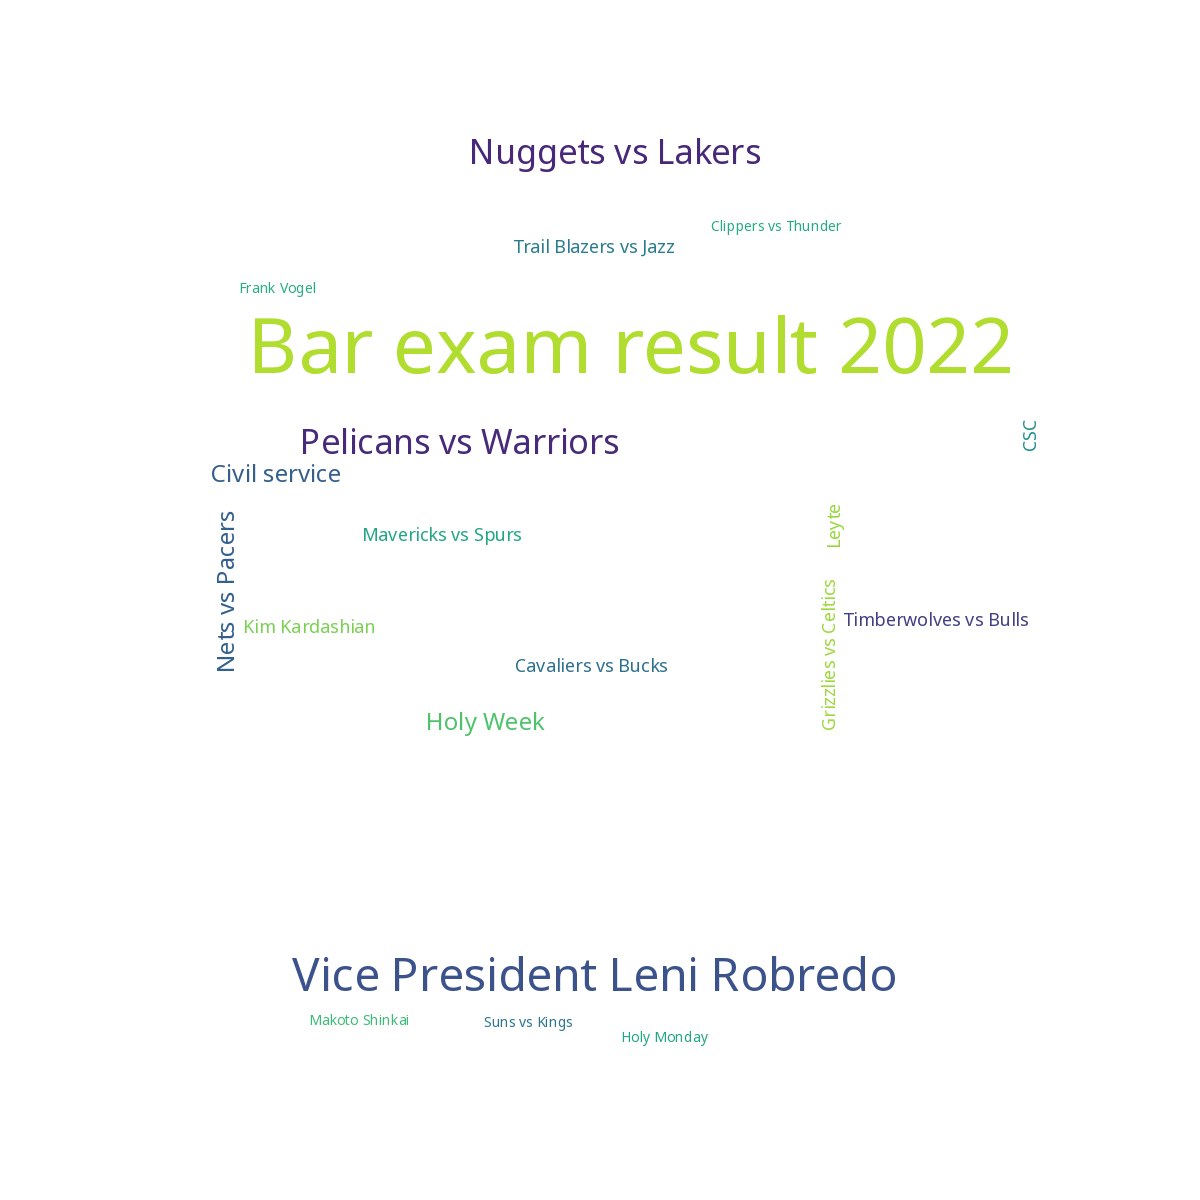 Nuggets vs Lakers
Clippers vs Thunder
Trail Blazers vs Jazz
Frank Vogel
Bar exam result 2022
Pelicans vs Warriors
CSC
Civil service
Nets vs Pacers
Mavericks vs Spurs
Leyte
Kim Kardashian
Grizzlies vs Celtics
Timberwolves vs Bulls
Cavaliers vs Bucks
Holy Week
Vice President Leni Robredo
Makoto Shinkai
Suns vs Kings
Holy Monday